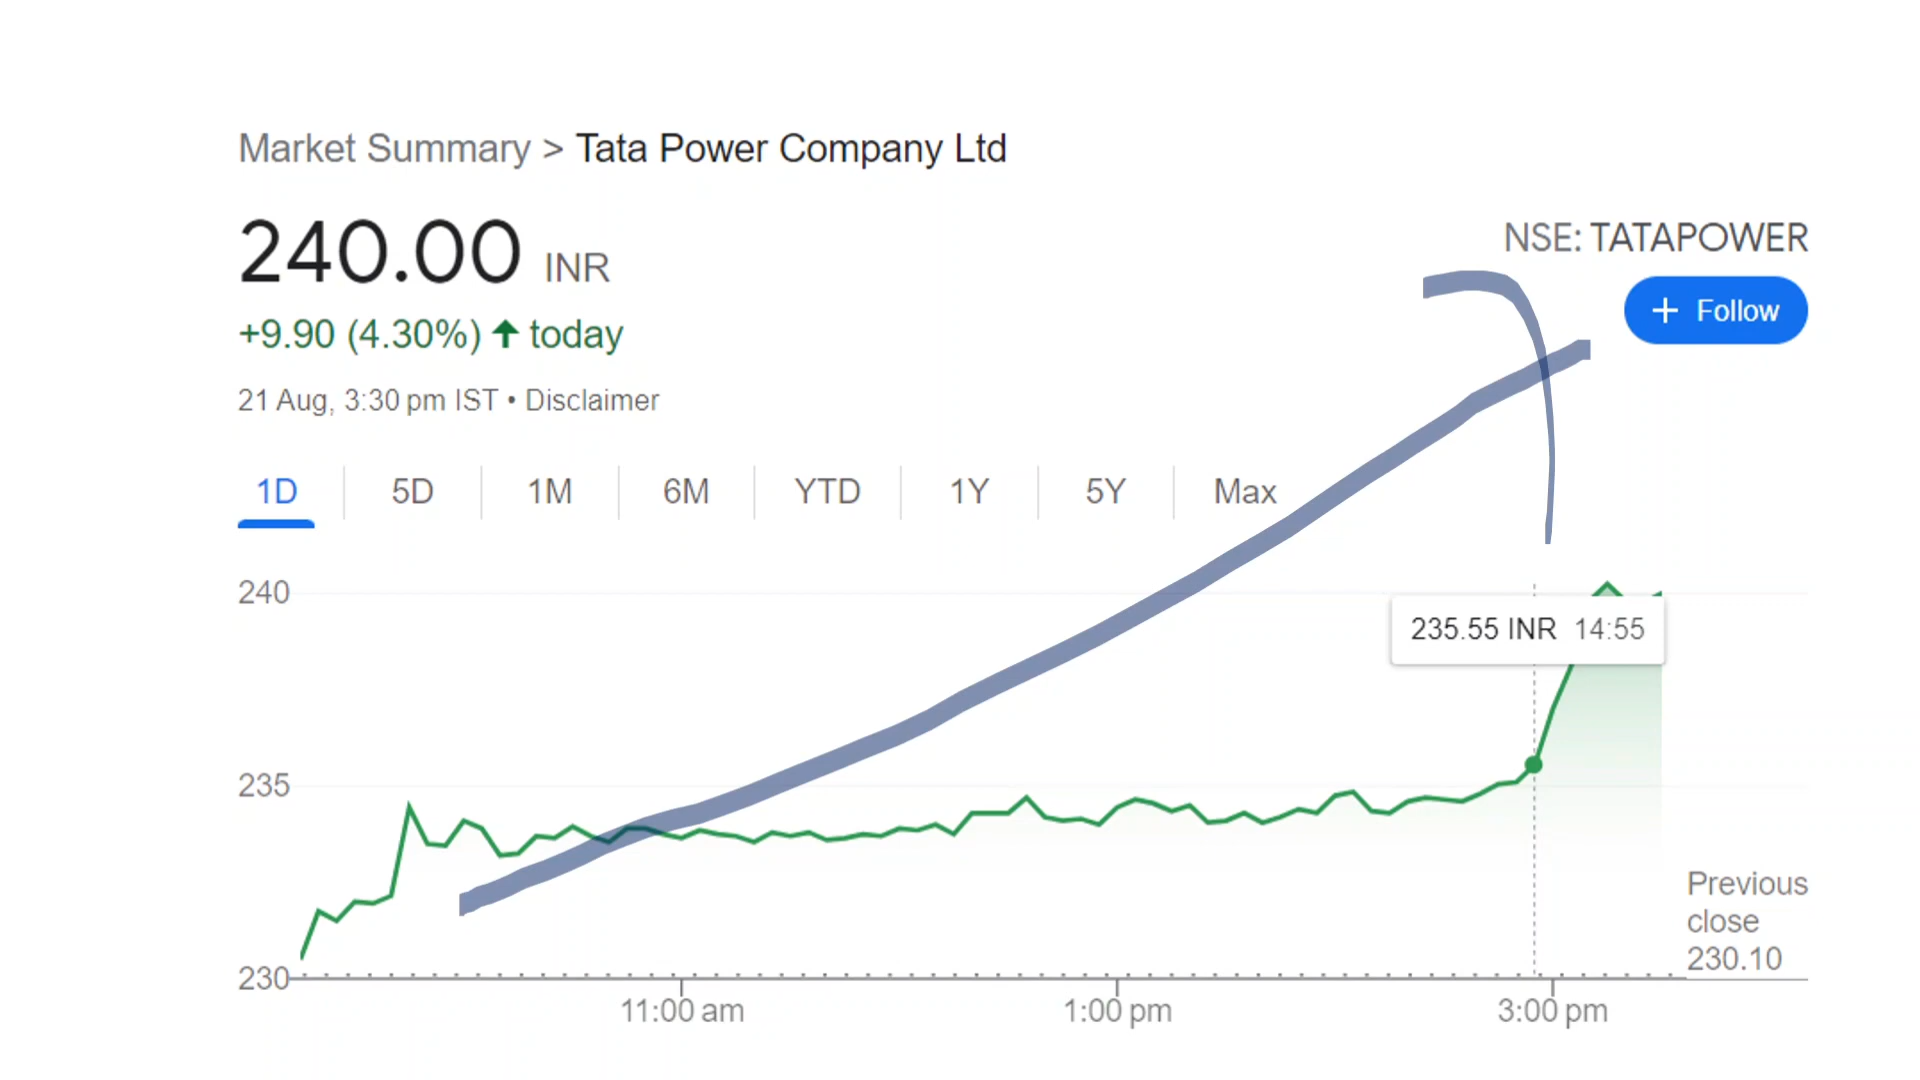 Market Summary > Tata Power Company Ltd
240.00 INR
NSE: TATAPOWER
+ Follow
+9.90 (4.30%) ↑ today
21 Aug, 3:30 pm IST • Disclaimer
1D 5D 1M 6M YTD 1Y 5Y Max
240
235.55 INR 14:55
235
Previous
close
230.10
230
11:00 am 1:00 pm 3:00 pm